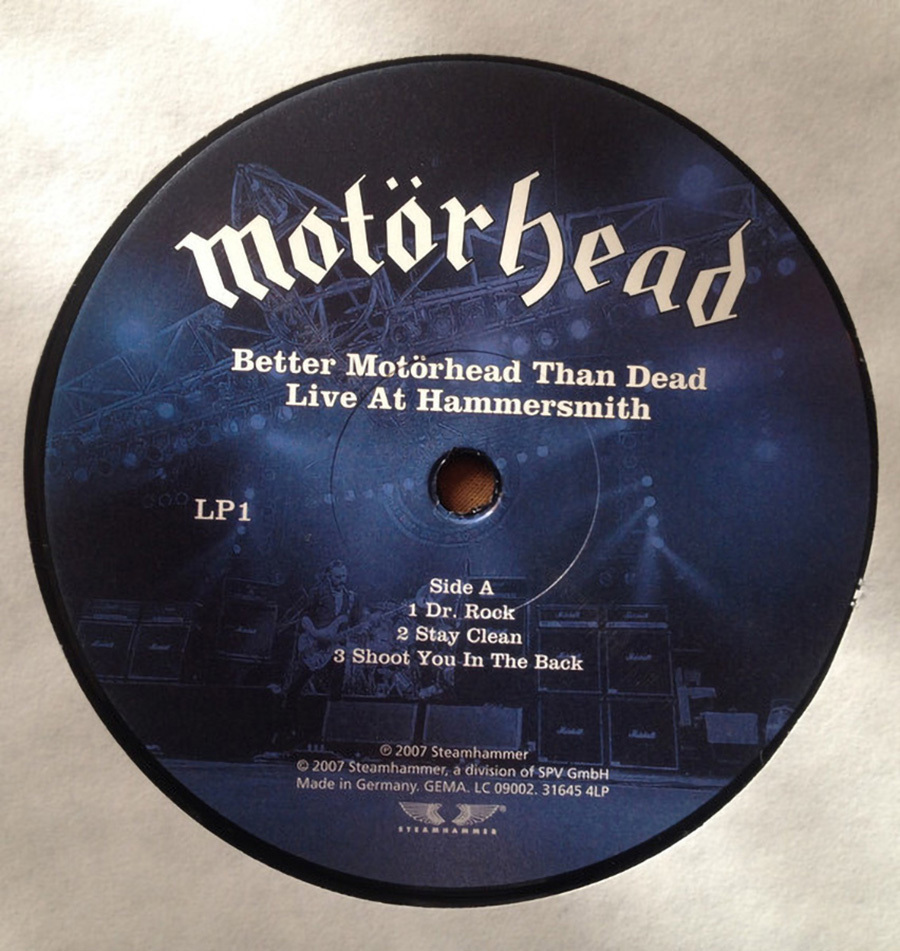 motörhead
Better Motörhead Than Dead
Live At Hammersmith
LP1
Side A
1 Dr. Rock
2 Stay Clean
3 Shoot You In The Back
℗ 2007 Steamhammer
© 2007 Steamhammer, a division of SPV GmbH
Made in Germany. GEMA. LC 09002. 31645 4LP
STEAMHAMMER